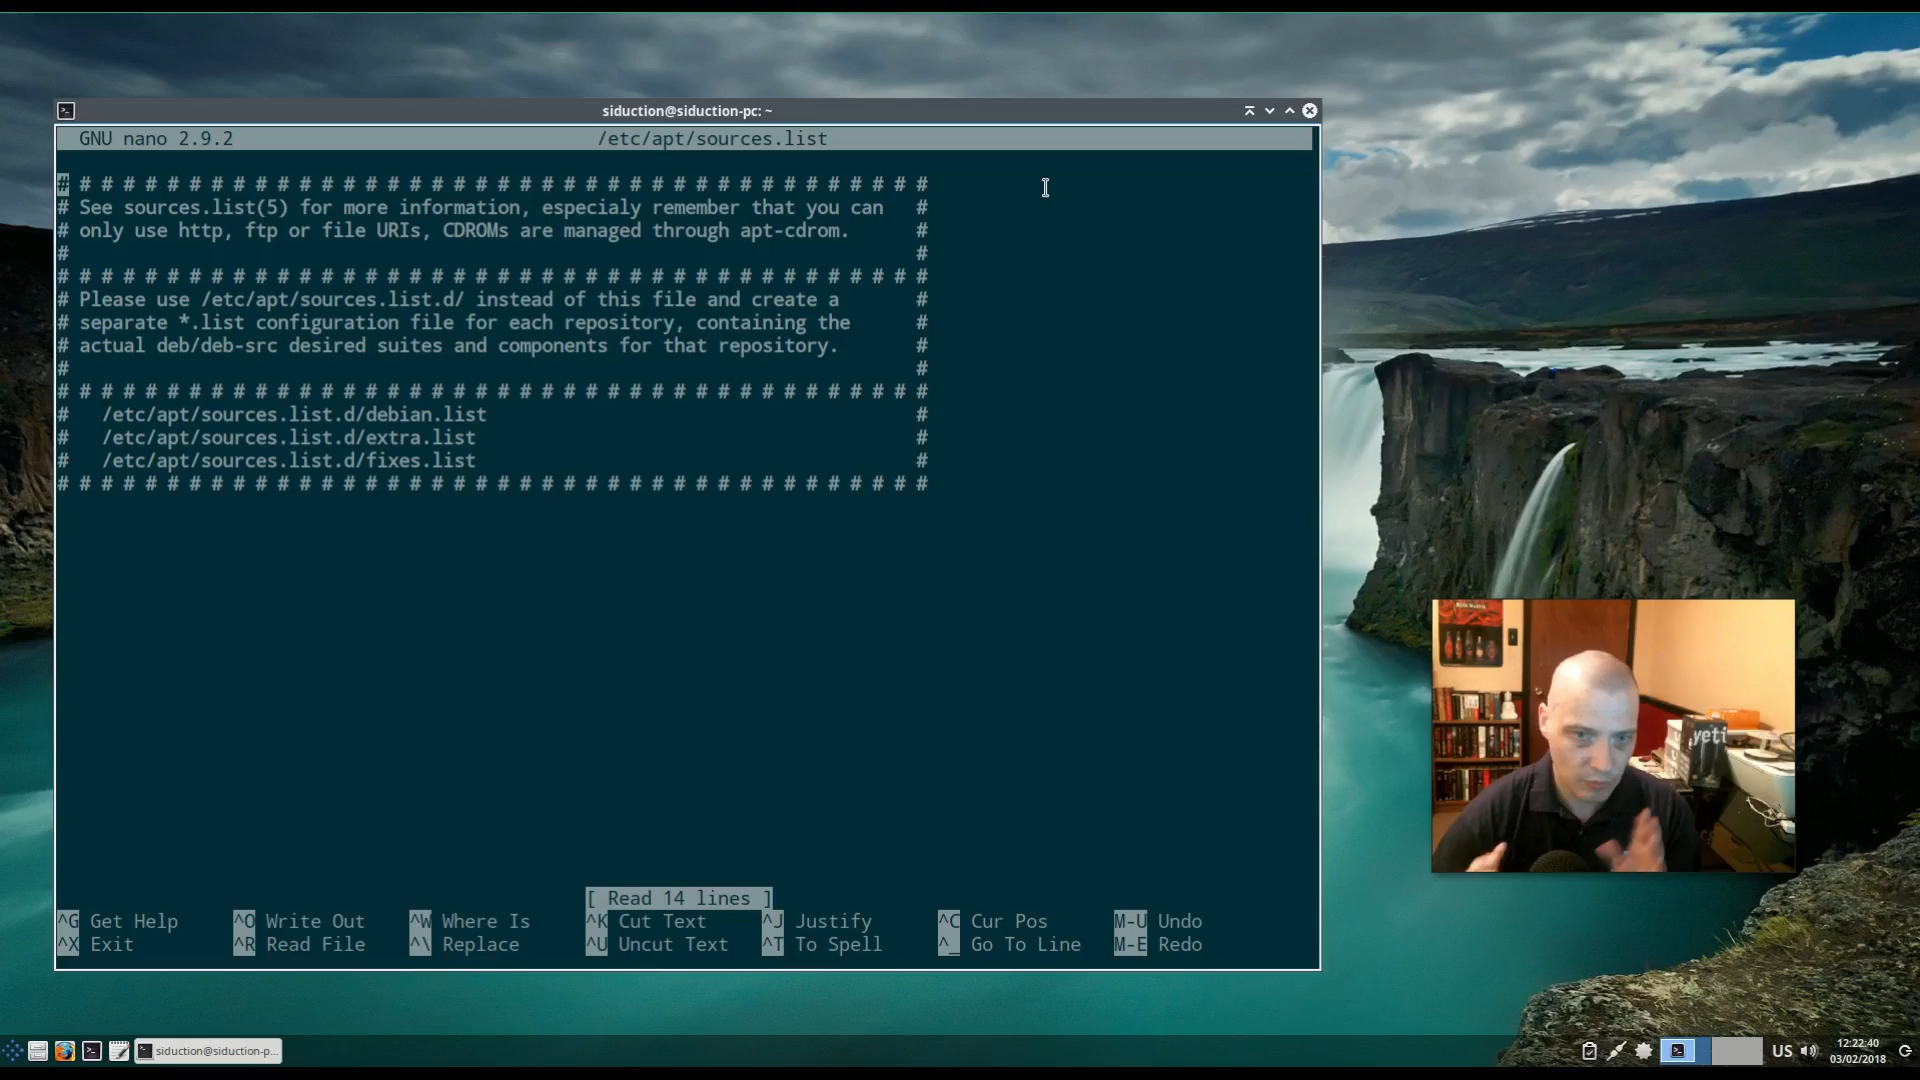 siduction@siduction-pc: ~
GNU nano 2.9.2 /etc/apt/sources.list
# # # # # # # # # # # # # # # # # # # # # # # # # # # # # # # # # # # # # # # #
# See sources.list(5) for more information, especialy remember that you can #
# only use http, ftp or file URIs, CDROMs are managed through apt-cdrom. #
# #
# # # # # # # # # # # # # # # # # # # # # # # # # # # # # # # # # # # # # # # #
# Please use /etc/apt/sources.list.d/ instead of this file and create a #
# separate *.list configuration file for each repository, containing the #
# actual deb/deb-src desired suites and components for that repository. #
# #
# # # # # # # # # # # # # # # # # # # # # # # # # # # # # # # # # # # # # # # #
# /etc/apt/sources.list.d/debian.list #
# /etc/apt/sources.list.d/extra.list #
# /etc/apt/sources.list.d/fixes.list #
# # # # # # # # # # # # # # # # # # # # # # # # # # # # # # # # # # # # # # # #
yeti
[ Read 14 lines ]
^G Get Help ^O Write Out ^W Where Is ^K Cut Text ^J Justify ^C Cur Pos M-U Undo
^X Exit ^R Read File ^\ Replace ^U Uncut Text ^T To Spell ^_ Go To Line M-E Redo
siduction@siduction-p...
US
12:22:40
03/02/2018